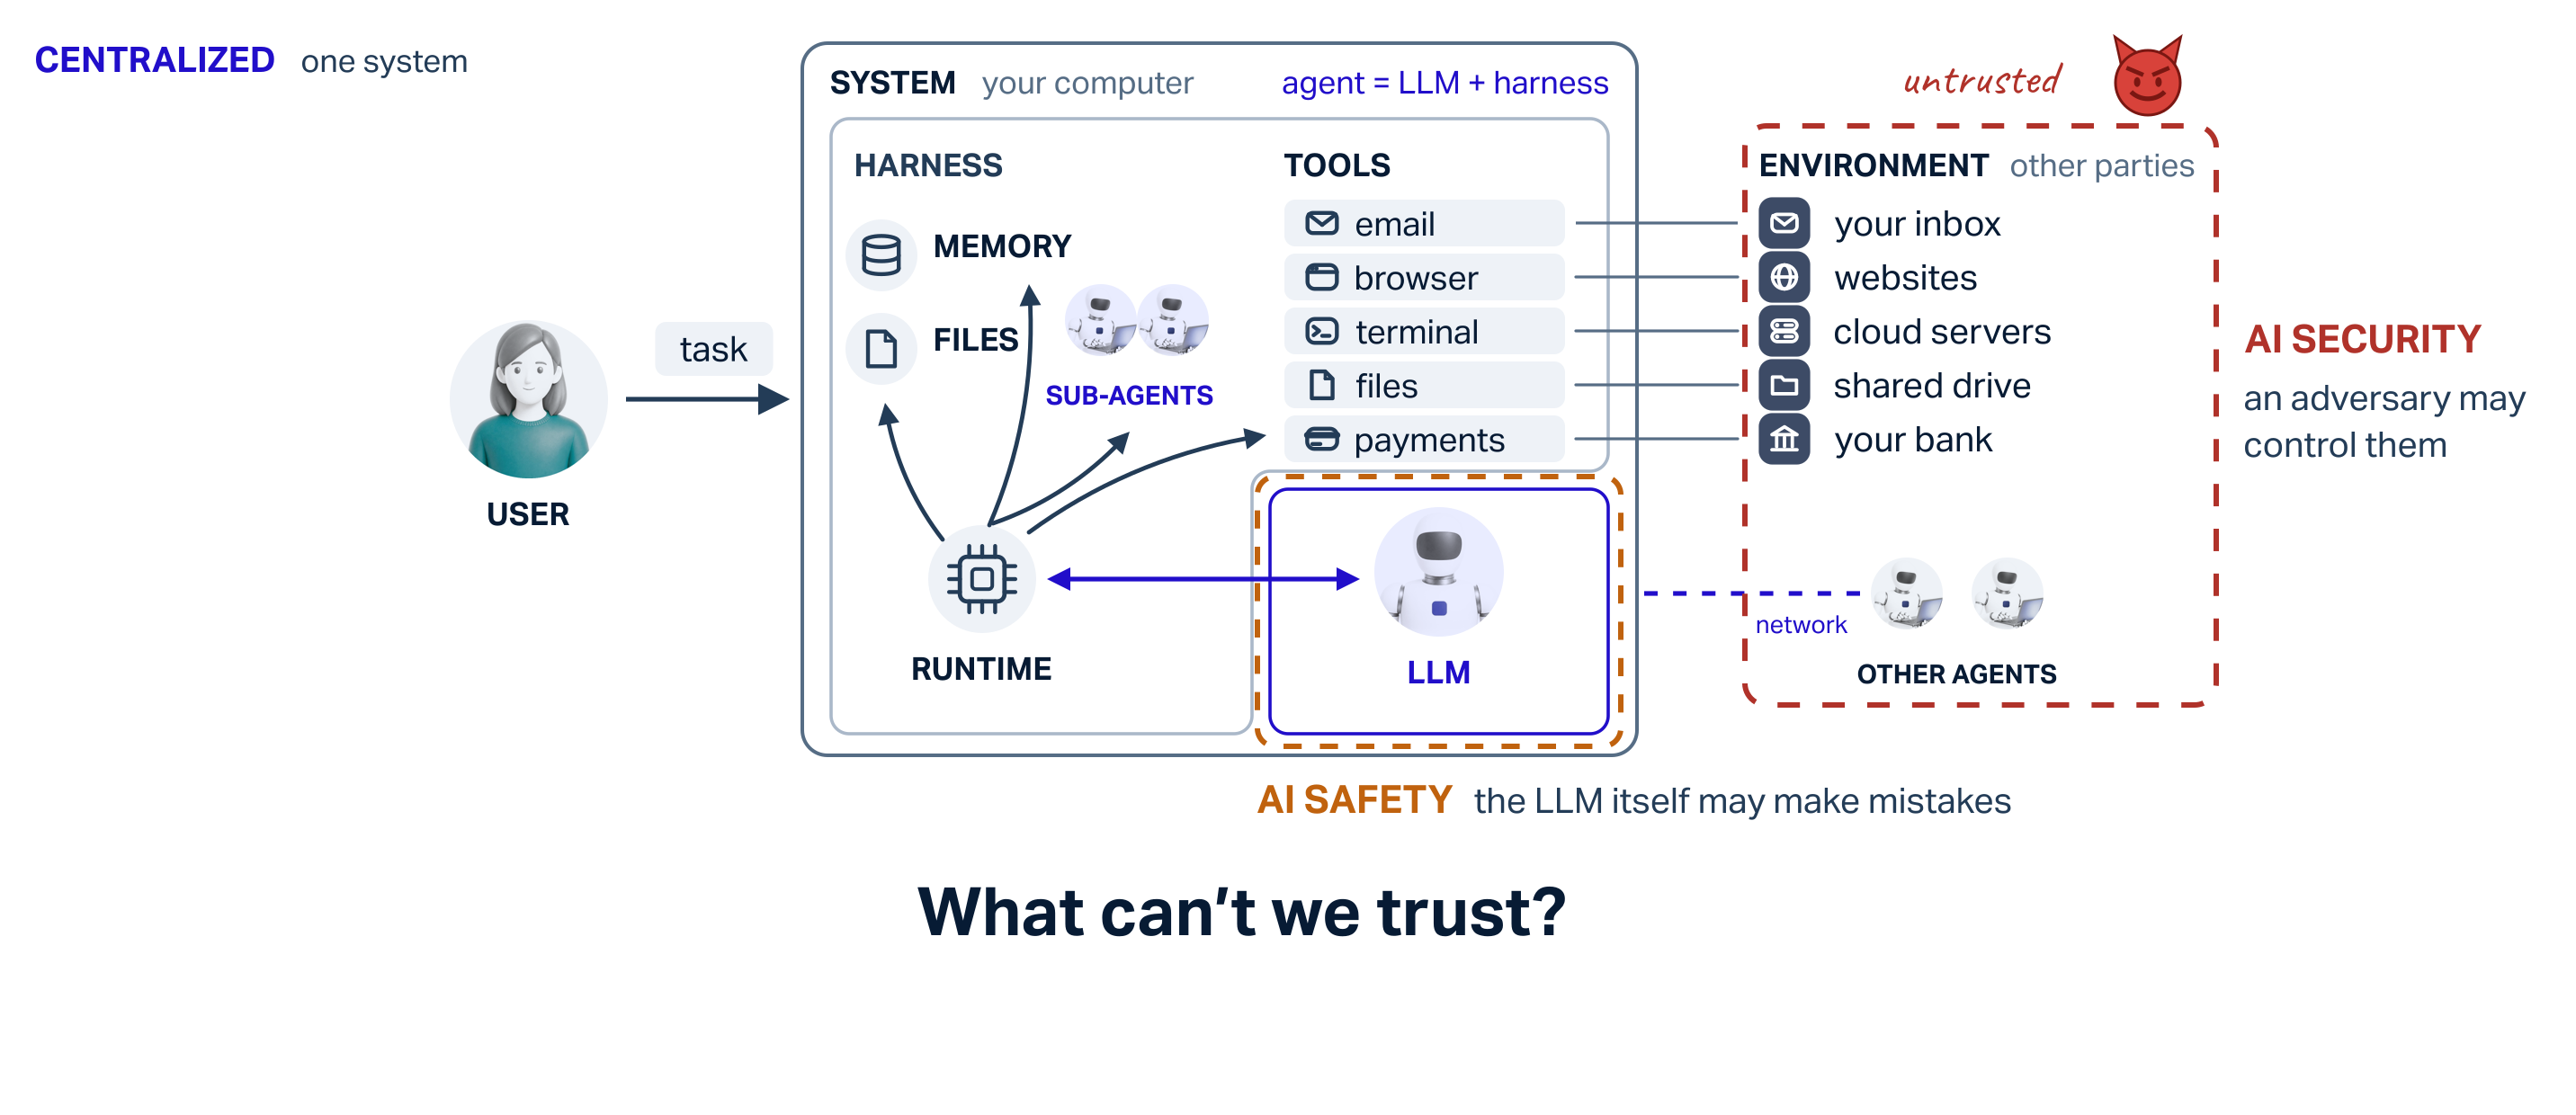 CENTRALIZED one system
SYSTEM your computer
agent = LLM + harness
untrusted
HARNESS
TOOLS
ENVIRONMENT other parties
MEMORY
FILES
SUB-AGENTS
email
browser
terminal
files
payments
your inbox
websites
cloud servers
shared drive
your bank
task
USER
RUNTIME
LLM
network
OTHER AGENTS
AI SECURITY
an adversary may
control them
AI SAFETY the LLM itself may make mistakes
What can't we trust?